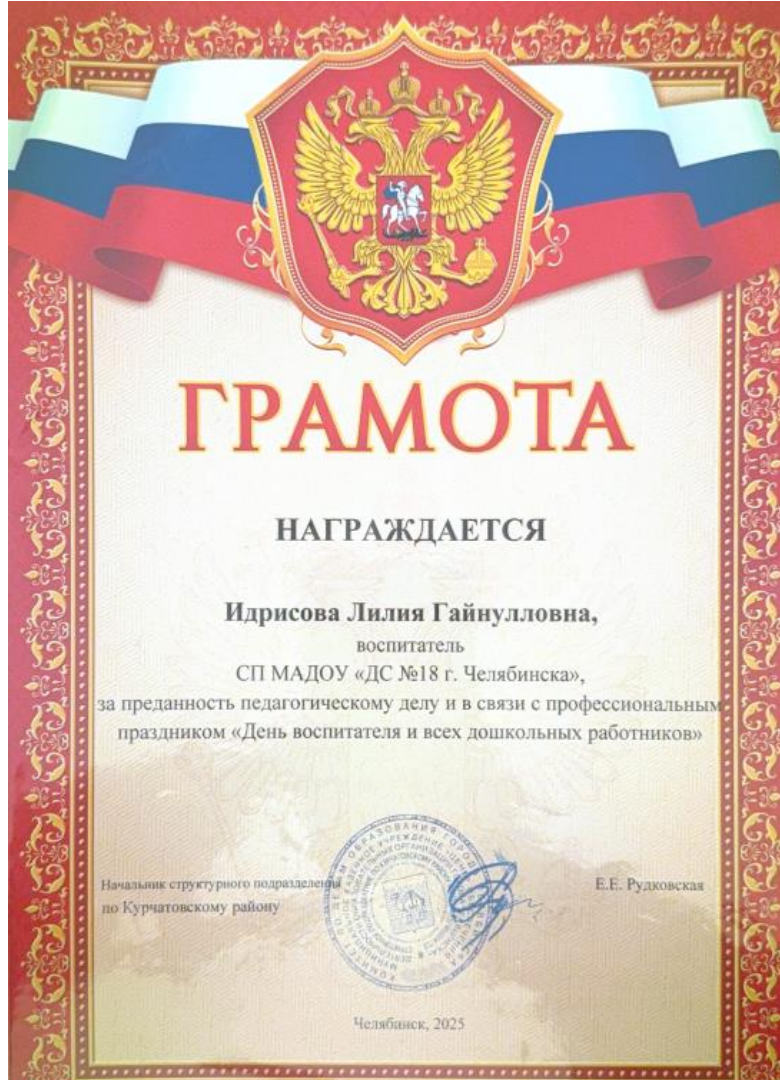 ГРАМОТА
НАГРАЖДАЕТСЯ
Идрисова Лилия Гайнулловна,
воспитатель
СП МАДОУ «ДС №18 г. Челябинска»,
за преданность педагогическому делу и в связи с профессиональным
праздником «День воспитателя и всех дошкольных работников»
Начальник структурного подразделения
по Курчатовскому району
Е.Е. Рудковская
Челябинск, 2025